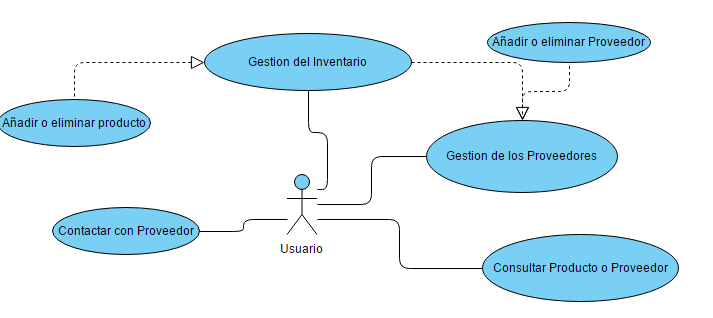 Añadir o eliminar Proveedor
Gestion del Inventario
Añadir o eliminar producto
Gestion de los Proveedores
Contactar con Proveedor
Usuario
Consultar Producto o Proveedor